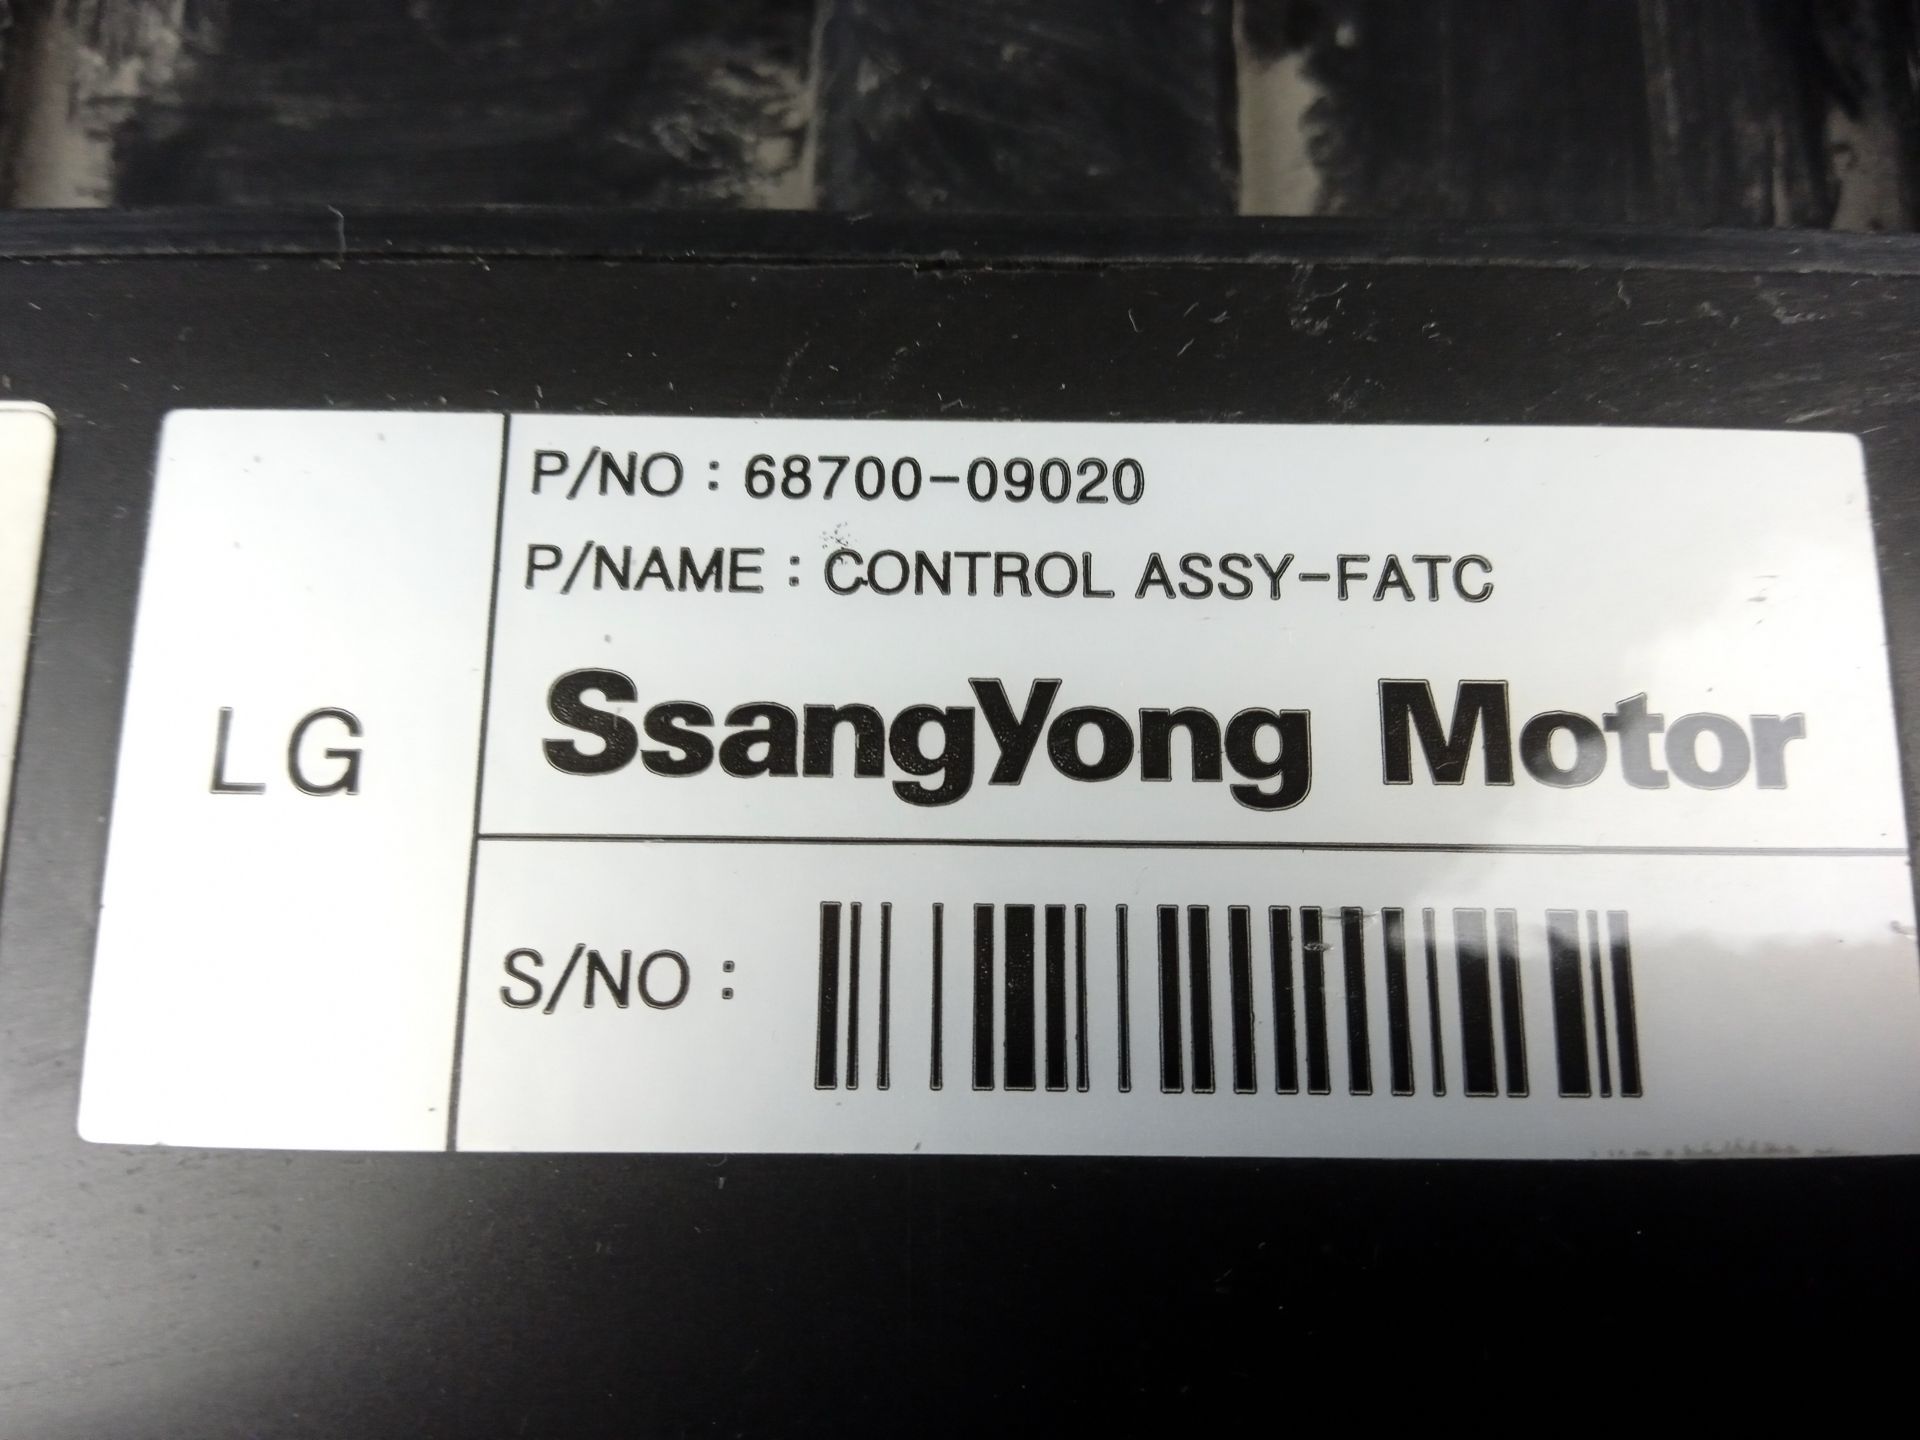 LG
P/NO : 68700-09020
P/NAME : CONTROL ASSY-FATC
SsangYong Motor
S/NO :